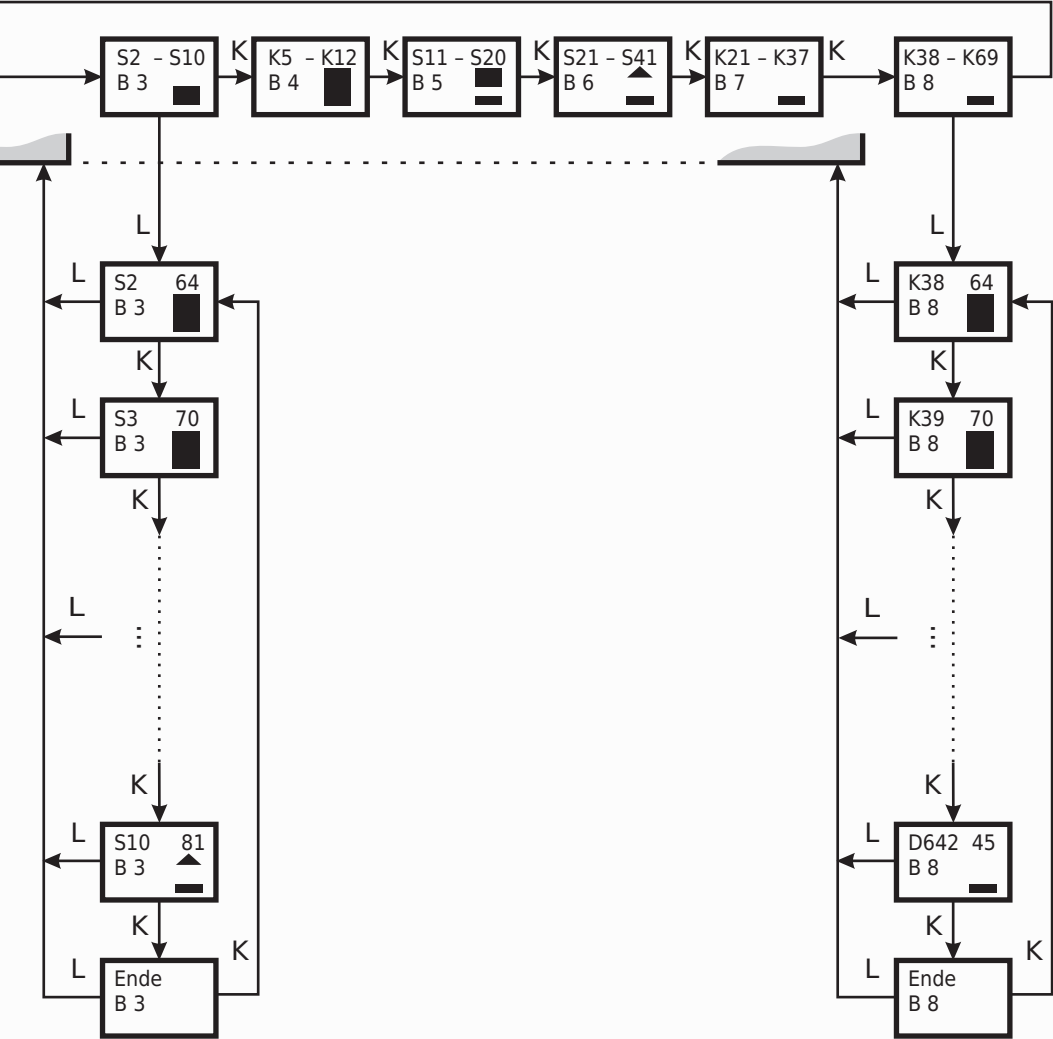 S2 – S10
B 3
K
K5 – K12
B 4
K
S11 – S20
B 5
K
S21 – S41
B 6
K
K21 – K37
B 7
K
K38 – K69
B 8
L
L
L
S2 64
B 3
L
K38 64
B 8
K
K
L
S3 70
B 3
L
K39 70
B 8
K
K
L
L
K
K
L
S10 81
B 3
L
D642 45
B 8
K
K
L
Ende
B 3
K
L
Ende
B 8
K